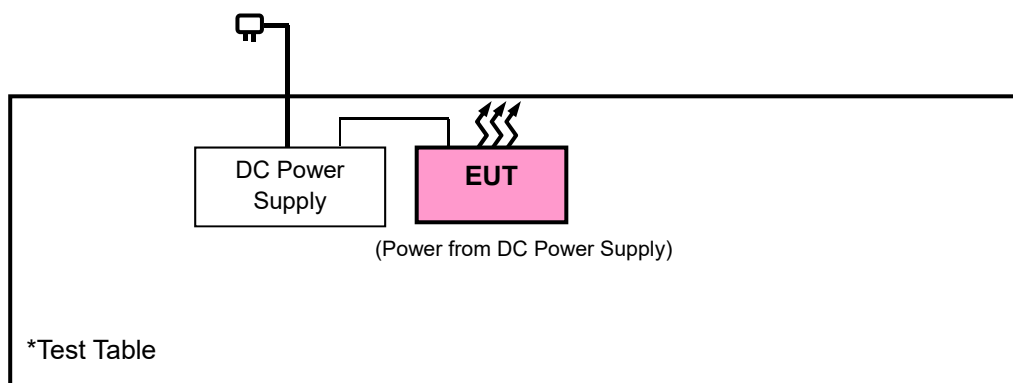 DC Power
Supply
EUT
(Power from DC Power Supply)
*Test Table